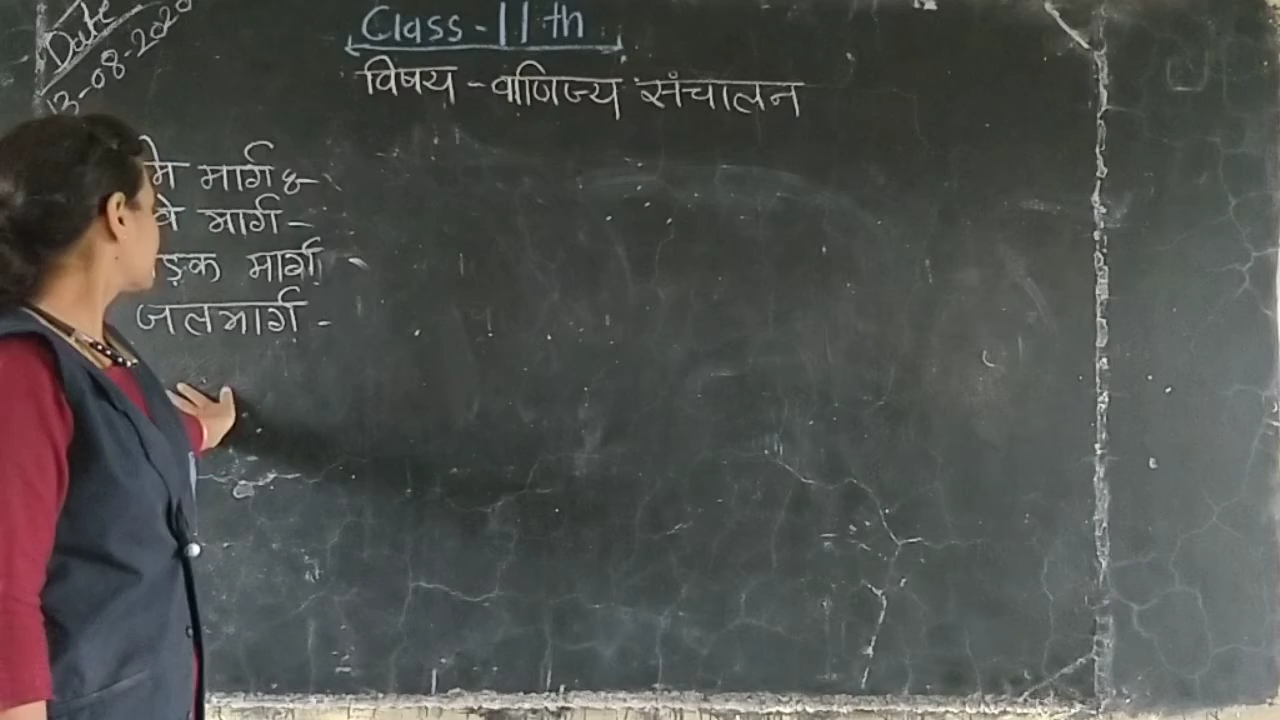 Date
13-08-2020
Class-11th
विषय - वाणिज्य संचालन
मे मार्ग :-
वे मार्ग -
ड़क मार्ग -
जलमार्ग -